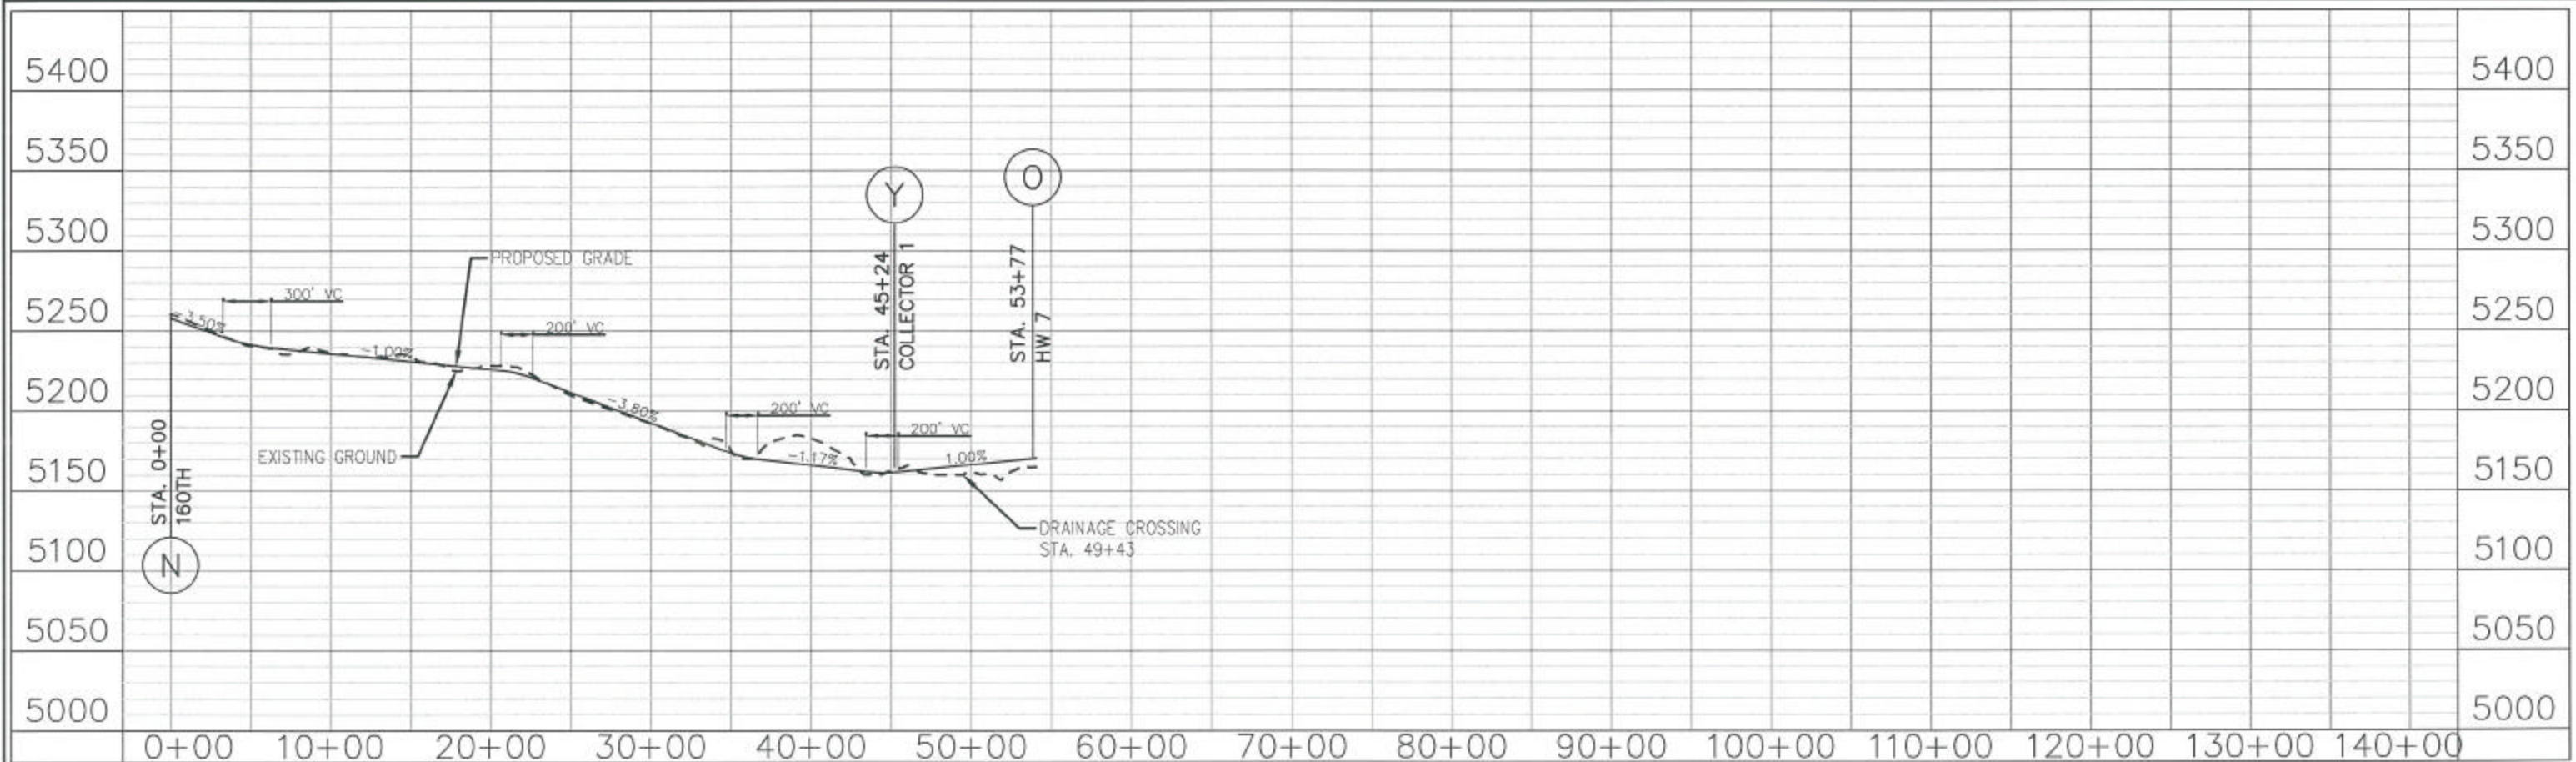 5400
5400
5350
5350
Y
O
5300
5300
PROPOSED GRADE
STA. 45+24
COLLECTOR 1
STA. 53+77
HW 7
300' VC
5250
5250
-3.50%
200' VC
-1.00%
5200
5200
-3.80%
200' VC
200' VC
STA. 0+00
160TH
EXISTING GROUND
-1.17%
1.00%
5150
5150
DRAINAGE CROSSING
STA. 49+43
5100
5100
N
5050
5050
5000
5000
0+00 10+00 20+00 30+00 40+00 50+00 60+00 70+00 80+00 90+00 100+00 110+00 120+00 130+00 140+00